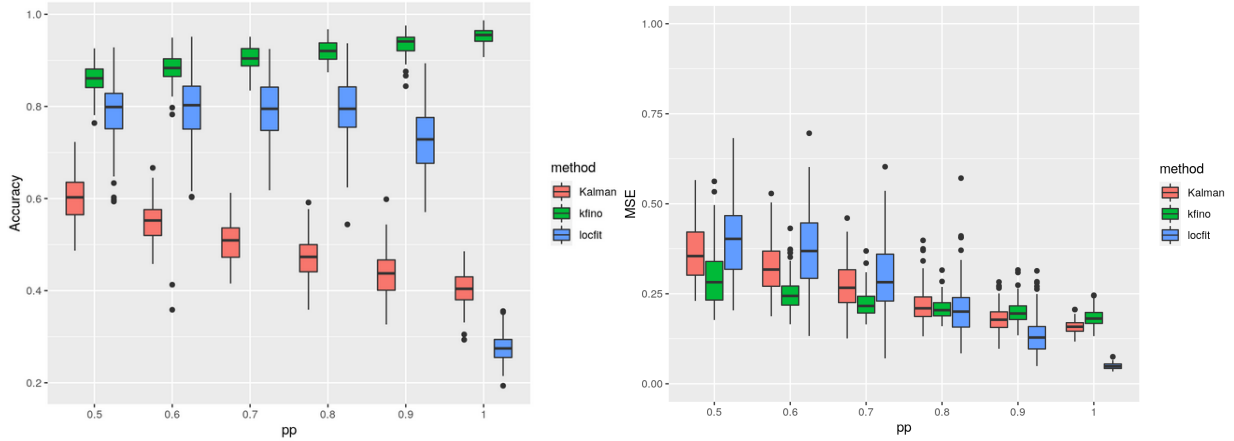 1.0
0.8
0.6
0.4
0.2
Accuracy
0.5 0.6 0.7 0.8 0.9 1
pp
method
Kalman
kfino
locfit
1.00
0.75
0.50
0.25
0.00
MSE
0.5 0.6 0.7 0.8 0.9 1
pp
method
Kalman
kfino
locfit